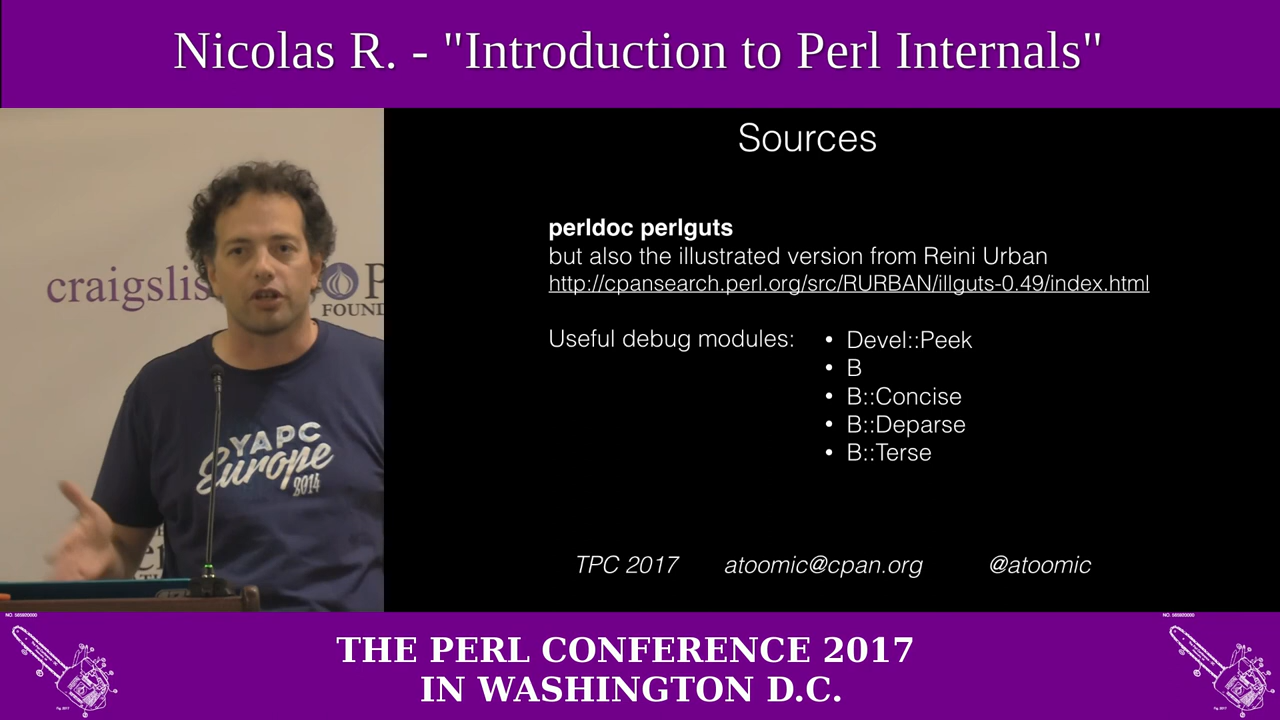 Nicolas R. - "Introduction to Perl Internals"
Sources
perldoc perlguts
but also the illustrated version from Reini Urban
http://cpansearch.perl.org/src/RURBAN/illguts-0.49/index.html
Useful debug modules:
• Devel::Peek
• B
• B::Concise
• B::Deparse
• B::Terse
TPC 2017 atoomic@cpan.org @atoomic
craigslis
P
FOUND
YAPC
Europe
2014
THE PERL CONFERENCE 2017
IN WASHINGTON D.C.